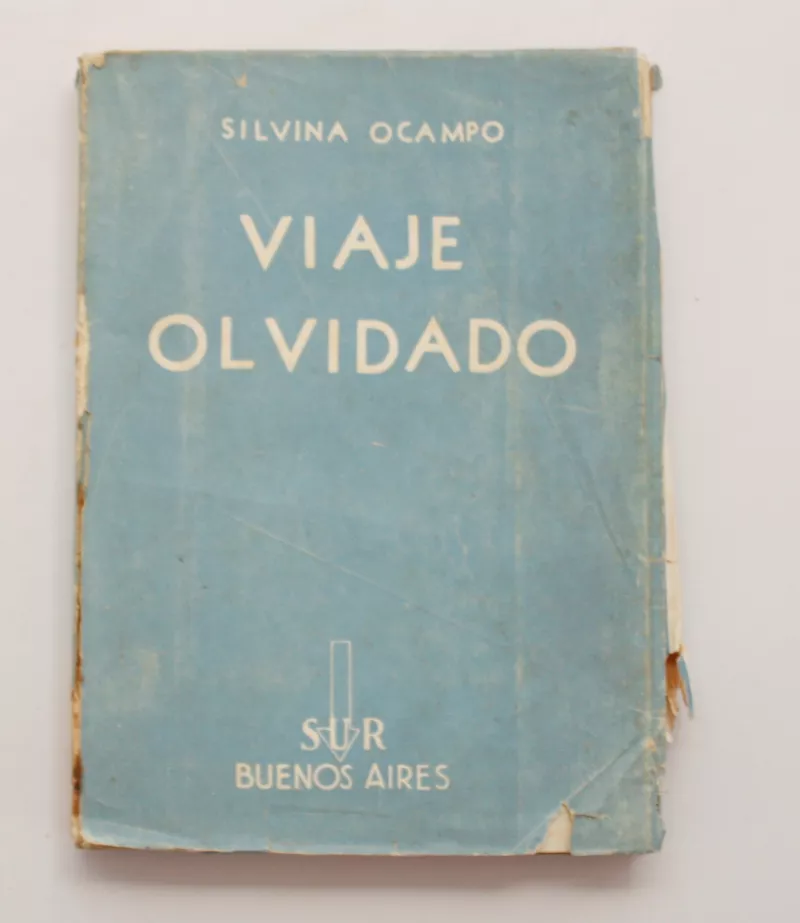 SILVINA OCAMPO
VIAJE
OLVIDADO
SUR
BUENOS AIRES